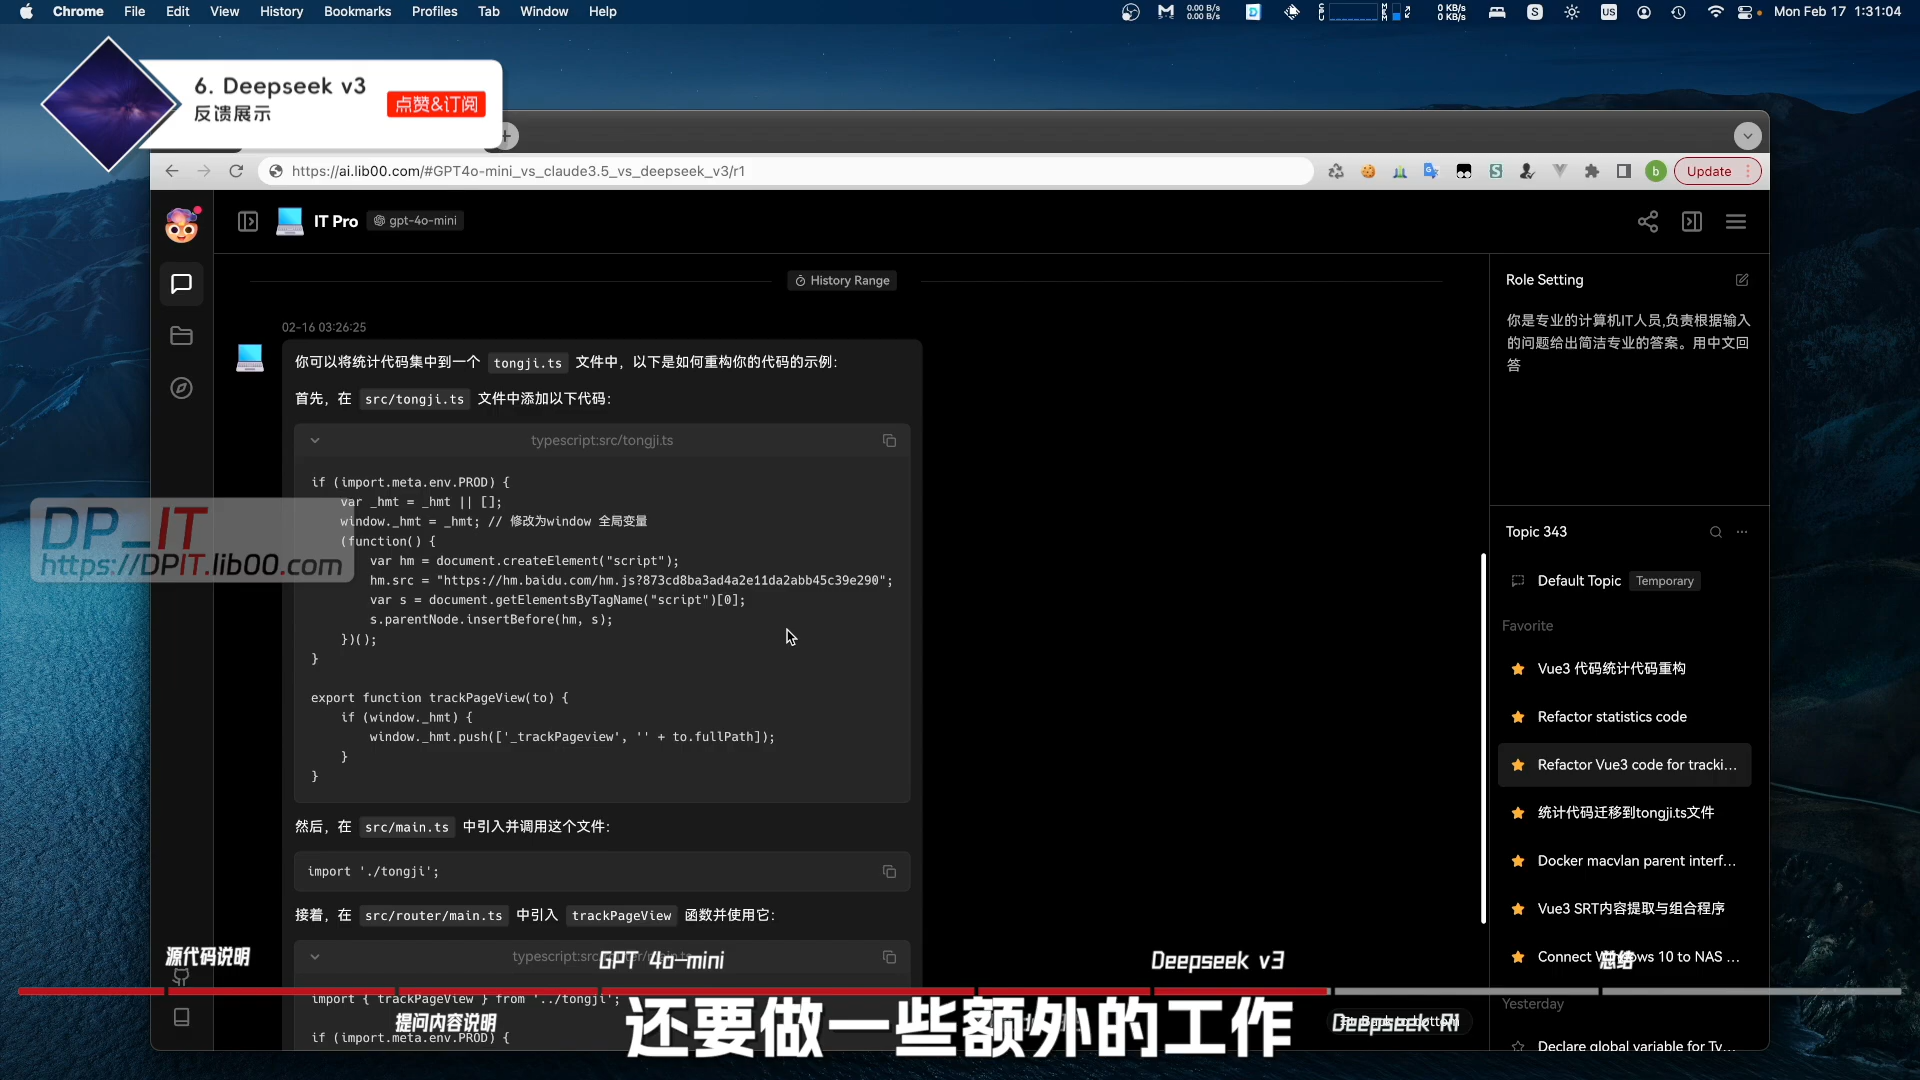 Chrome File Edit View History Bookmarks Profiles Tab Window Help
0.00 B/s
0.00 B/s
0 KB/s
0 KB/s
US
Mon Feb 17 1:31:04
6. Deepseek v3
反馈展示
点赞&订阅
https://ai.lib00.com/#GPT4o-mini_vs_claude3.5_vs_deepseek_v3/r1
b
Update
IT Pro
gpt-4o-mini
History Range
02-16 03:26:25
你可以将统计代码集中到一个 tongji.ts 文件中，以下是如何重构你的代码的示例：
首先，在 src/tongji.ts 文件中添加以下代码：
typescript:src/tongji.ts
if (import.meta.env.PROD) {
var _hmt = _hmt || [];
window._hmt = _hmt; // 修改为window 全局变量
(function() {
var hm = document.createElement("script");
hm.src = "https://hm.baidu.com/hm.js?873cd8ba3ad4a2e11da2abb45c39e290";
var s = document.getElementsByTagName("script")[0];
s.parentNode.insertBefore(hm, s);
})();
}
export function trackPageView(to) {
if (window._hmt) {
window._hmt.push(['_trackPageview', '' + to.fullPath]);
}
}
然后，在 src/main.ts 中引入并调用这个文件：
import './tongji';
接着，在 src/router/main.ts 中引入 trackPageView 函数并使用它：
import { trackPageView } from '../tongji';
if (import.meta.env.PROD) {
Role Setting
你是专业的计算机IT人员,负责根据输入
的问题给出简洁专业的答案。用中文回
答
Topic 343
Default Topic Temporary
Favorite
Vue3 代码统计代码重构
Refactor statistics code
Refactor Vue3 code for tracki...
统计代码迁移到tongji.ts文件
Docker macvlan parent interf...
Vue3 SRT内容提取与组合程序
Connect Windows 10 to NAS ...
Yesterday
Declare global variable for Ty...
DP_IT
https://DPIT.lib00.com
源代码说明
GPT 4o-mini
Deepseek v3
总结
提问内容说明
Deepseek R1
还要做一些额外的工作